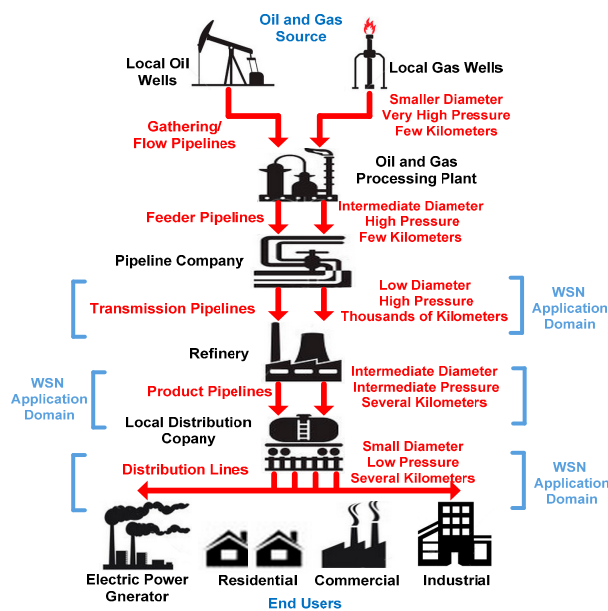 Oil and Gas
Source
Local Oil
Wells
Local Gas Wells
Gathering/
Flow Pipelines
Smaller Diameter
Very High Pressure
Few Kilometers
Oil and Gas
Processing Plant
Feeder Pipelines
Intermediate Diameter
High Pressure
Few Kilometers
Pipeline Company
Transmission Pipelines
Low Diameter
High Pressure
Thousands of Kilometers
WSN
Application
Domain
Refinery
WSN
Application
Domain
Product Pipelines
Intermediate Diameter
Intermediate Pressure
Several Kilometers
Local Distribution
Copany
Distribution Lines
Small Diameter
Low Pressure
Several Kilometers
WSN
Application
Domain
Electric Power
Gnerator
Residential
Commercial
Industrial
End Users